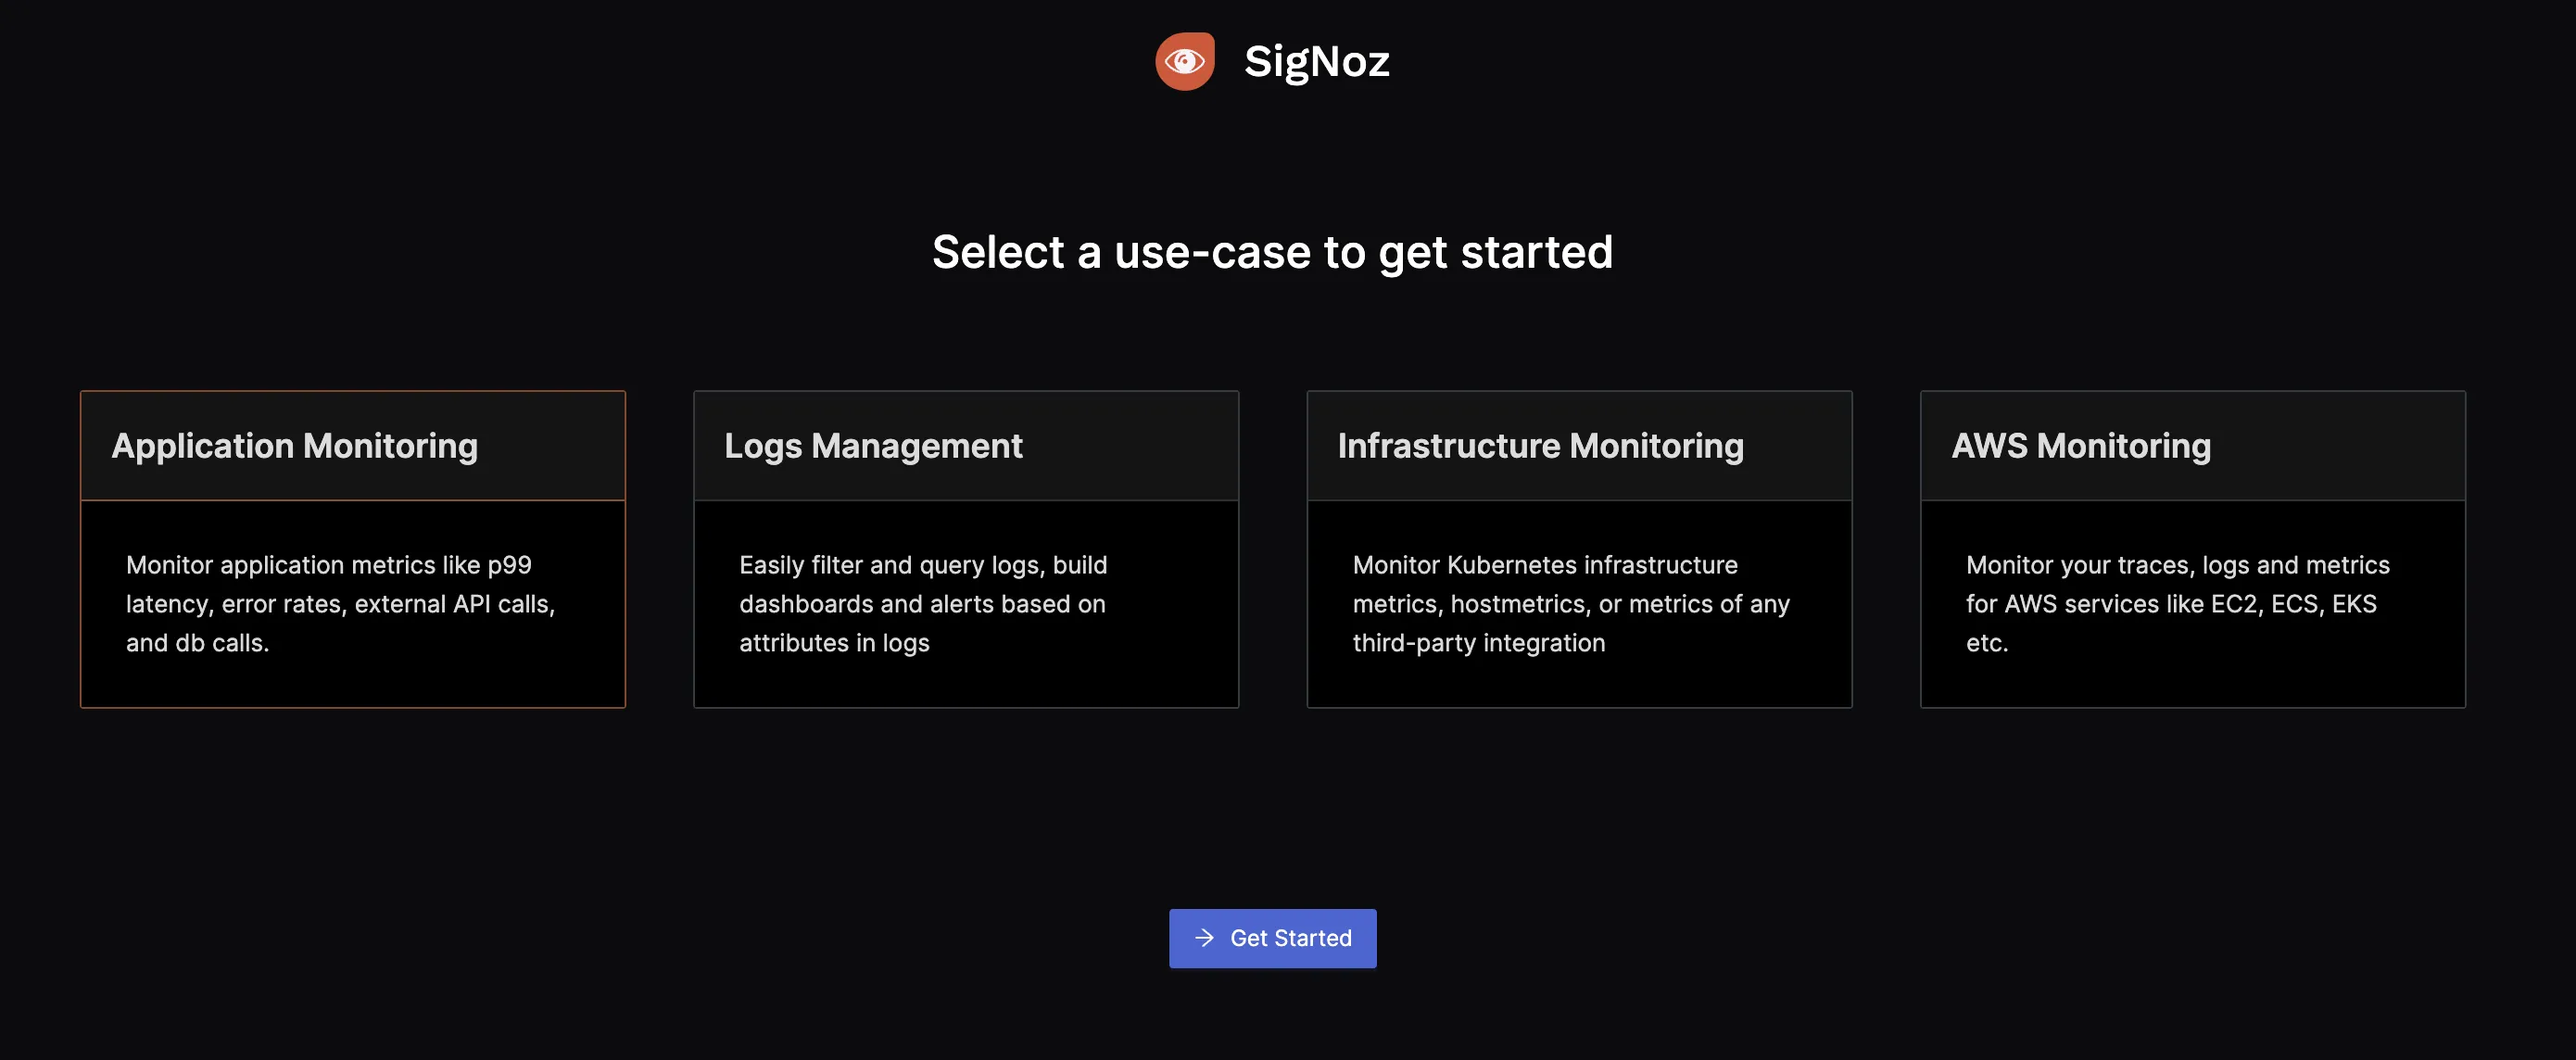 SigNoz
Select a use-case to get started
Application Monitoring
Monitor application metrics like p99
latency, error rates, external API calls,
and db calls.
Logs Management
Easily filter and query logs, build
dashboards and alerts based on
attributes in logs
Infrastructure Monitoring
Monitor Kubernetes infrastructure
metrics, hostmetrics, or metrics of any
third-party integration
AWS Monitoring
Monitor your traces, logs and metrics
for AWS services like EC2, ECS, EKS
etc.
Get Started